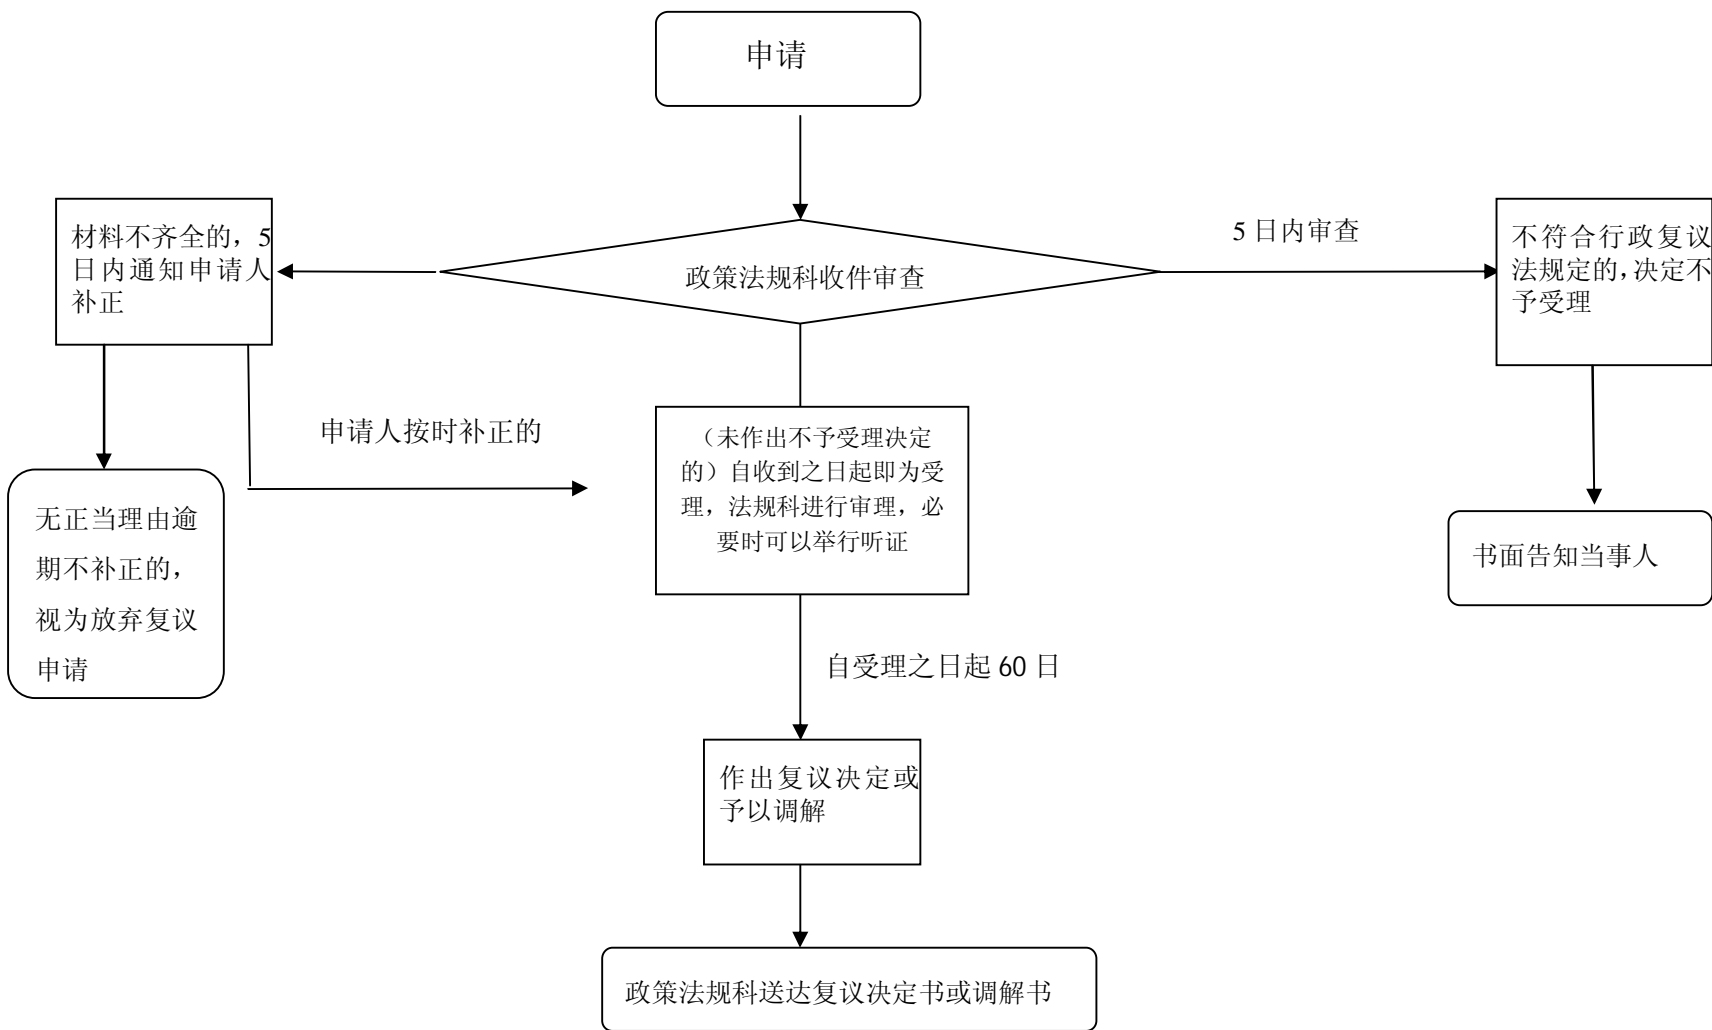 申请
材料不齐全的，5
日内通知申请人
补正
5 日内审查
不符合行政复议
法规定的，决定不
予受理
政策法规科收件审查
申请人按时补正的
（未作出不予受理决定
的）自收到之日起即为受
理，法规科进行审理，必
要时可以举行听证
无正当理由逾
期不补正的，
视为放弃复议
申请
书面告知当事人
自受理之日起 60 日
作出复议决定或
予以调解
政策法规科送达复议决定书或调解书